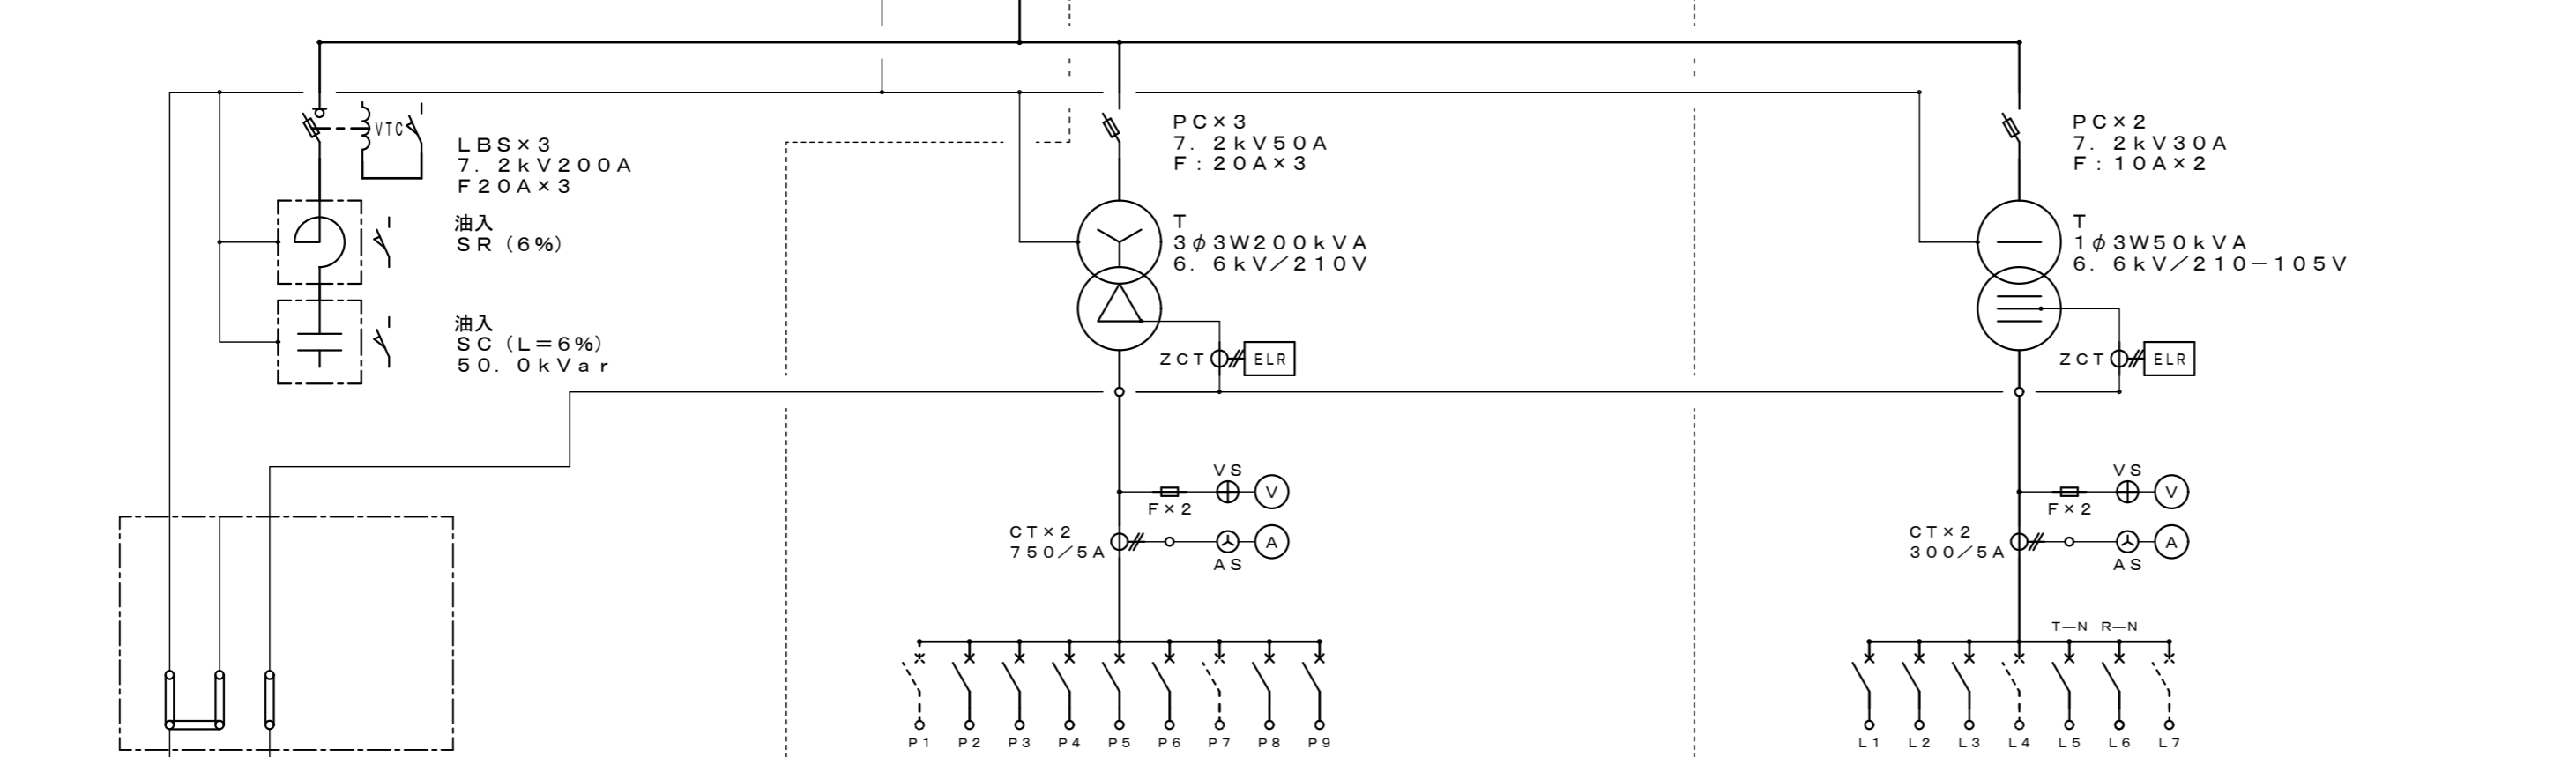 VTC
LBS×3
7.2kV200A
F20A×3
油入
SR(6%)
油入
SC(L=6%)
50.0kVar
PC×3
7.2kV50A
F:20A×3
T
3φ3W200kVA
6.6kV/210V
ZCT
ELR
VS
V
F×2
CT×2
750/5A
A
AS
P1 P2 P3 P4 P5 P6 P7 P8 P9
PC×2
7.2kV30A
F:10A×2
T
1φ3W50kVA
6.6kV/210-105V
ZCT
ELR
VS
V
F×2
CT×2
300/5A
A
AS
T—N R—N
L1 L2 L3 L4 L5 L6 L7